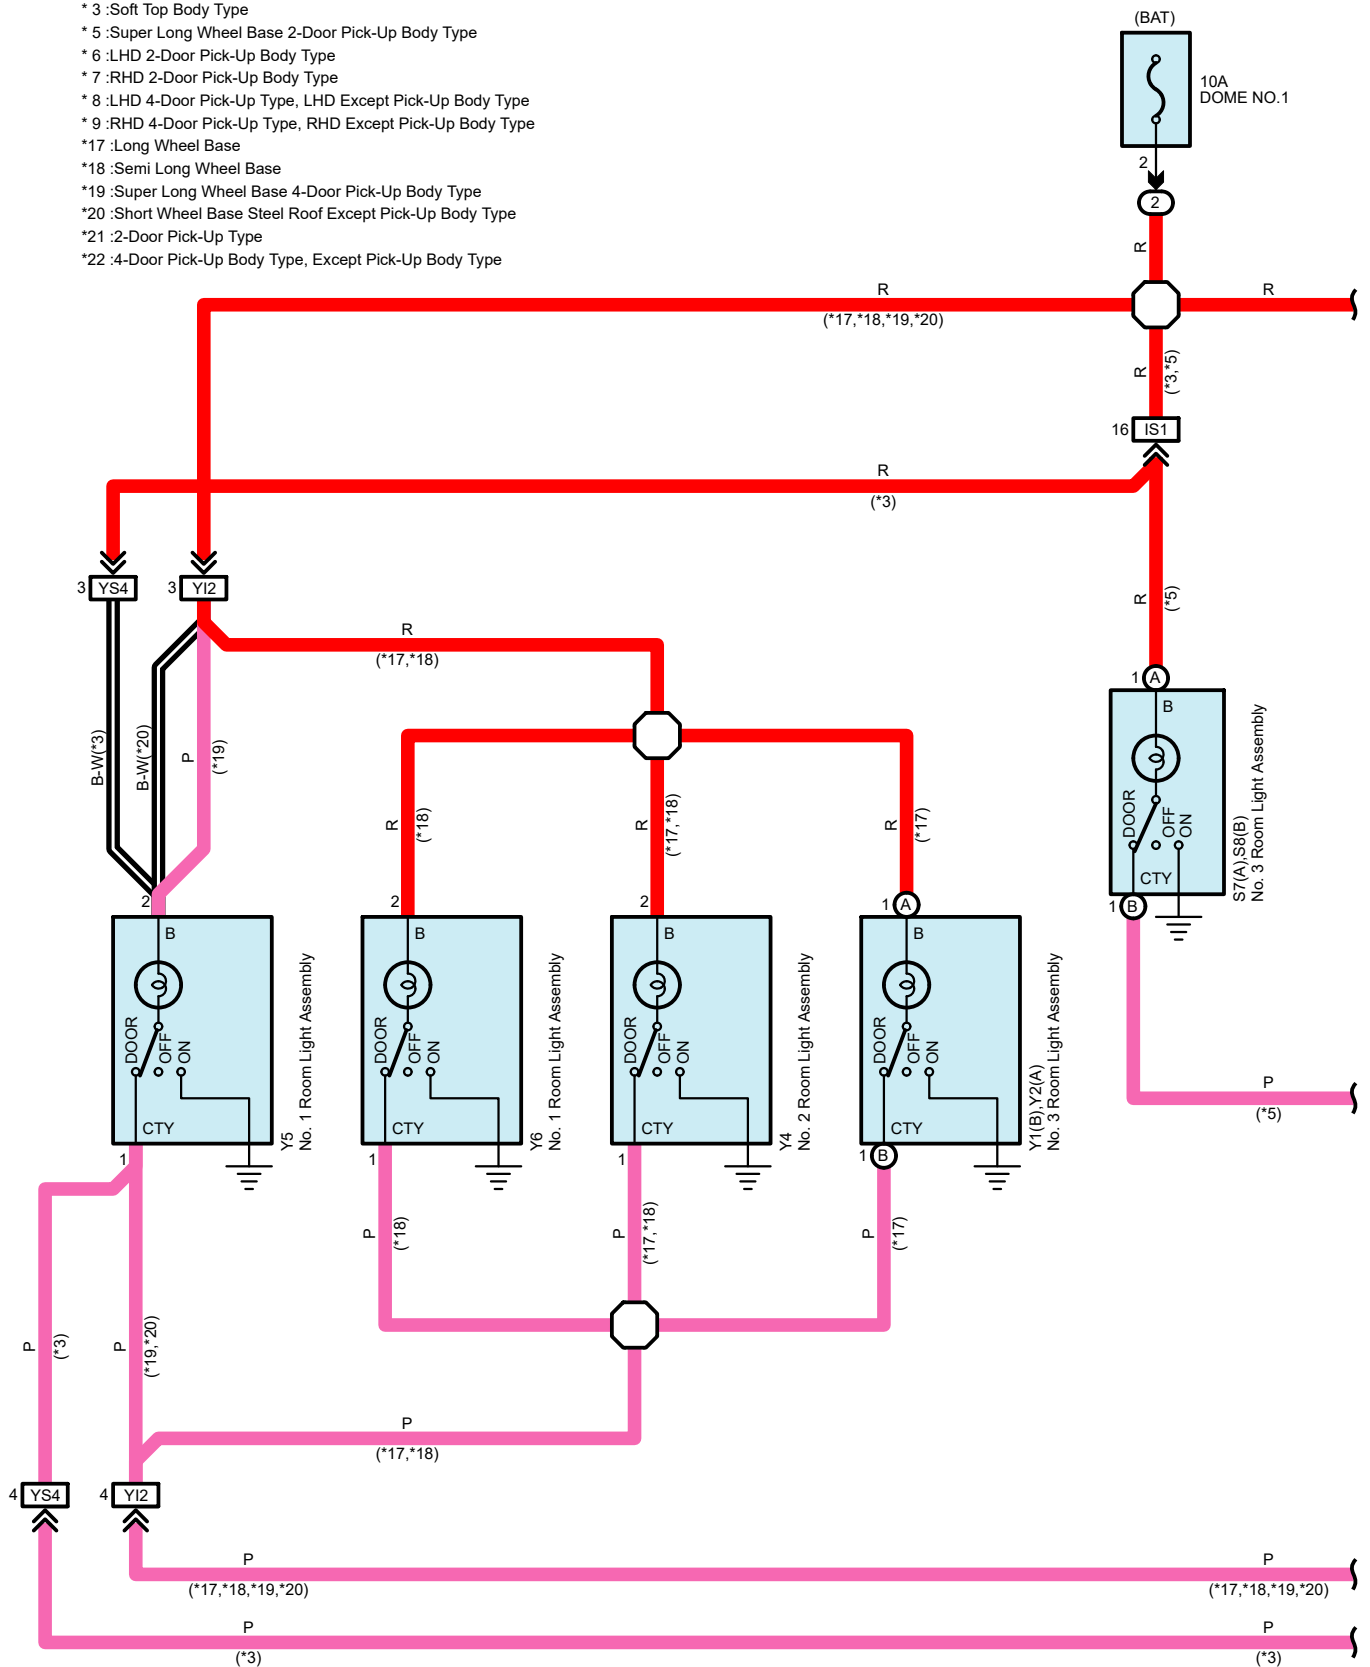 * 3 :Soft Top Body Type
* 5 :Super Long Wheel Base 2-Door Pick-Up Body Type
* 6 :LHD 2-Door Pick-Up Body Type
* 7 :RHD 2-Door Pick-Up Body Type
* 8 :LHD 4-Door Pick-Up Type, LHD Except Pick-Up Body Type
* 9 :RHD 4-Door Pick-Up Type, RHD Except Pick-Up Body Type
*17 :Long Wheel Base
*18 :Semi Long Wheel Base
*19 :Super Long Wheel Base 4-Door Pick-Up Body Type
*20 :Short Wheel Base Steel Roof Except Pick-Up Body Type
*21 :2-Door Pick-Up Type
*22 :4-Door Pick-Up Body Type, Except Pick-Up Body Type
(BAT)
10A
DOME NO.1
2
2
R
R
(*17,*18,*19,*20)
R
R
(*3,*5)
16 IS1
R
(*3)
3 YS4
3 YI2
R
(*5)
R
(*17,*18)
B-W(*3)
B-W(*20)
P
(*19)
R
(*18)
R
(*17,*18)
R
(*17)
1 A
B
DOOR
OFF
ON
CTY
1 B
S7(A),S8(B)
No. 3 Room Light Assembly
2
B
DOOR
OFF
ON
CTY
1
Y5
No. 1 Room Light Assembly
2
B
DOOR
OFF
ON
CTY
1
Y6
No. 1 Room Light Assembly
2
B
DOOR
OFF
ON
CTY
1
Y4
No. 2 Room Light Assembly
1 A
B
DOOR
OFF
ON
CTY
1 B
Y1(B),Y2(A)
No. 3 Room Light Assembly
P
(*5)
P
(*18)
P
(*17,*18)
P
(*17)
P
(*3)
P
(*19,*20)
P
(*17,*18)
4 YS4
4 YI2
P
(*17,*18,*19,*20)
P
(*17,*18,*19,*20)
P
(*3)
P
(*3)